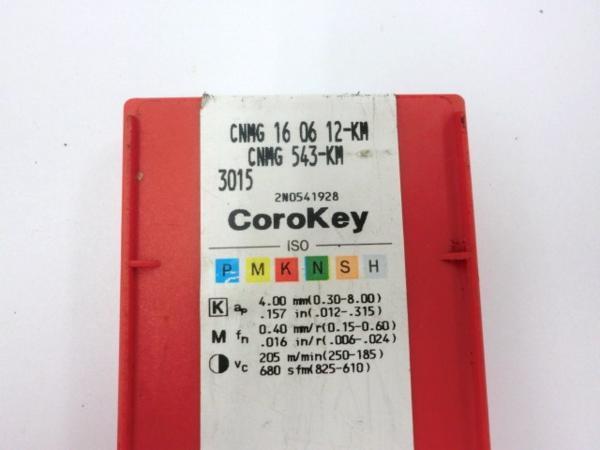 CNMG 16 06 12-KM
CNMG 543-KM
3015
2N0541928
CoroKey
ISO
P M K N S H
K ap 4.00 mm(0.30-8.00)
.157 in(.012-.315)
M fn 0.40 mm/r(0.15-0.60)
.016 in/r(.006-.024)
vc 205 m/min(250-185)
680 sfm(825-610)